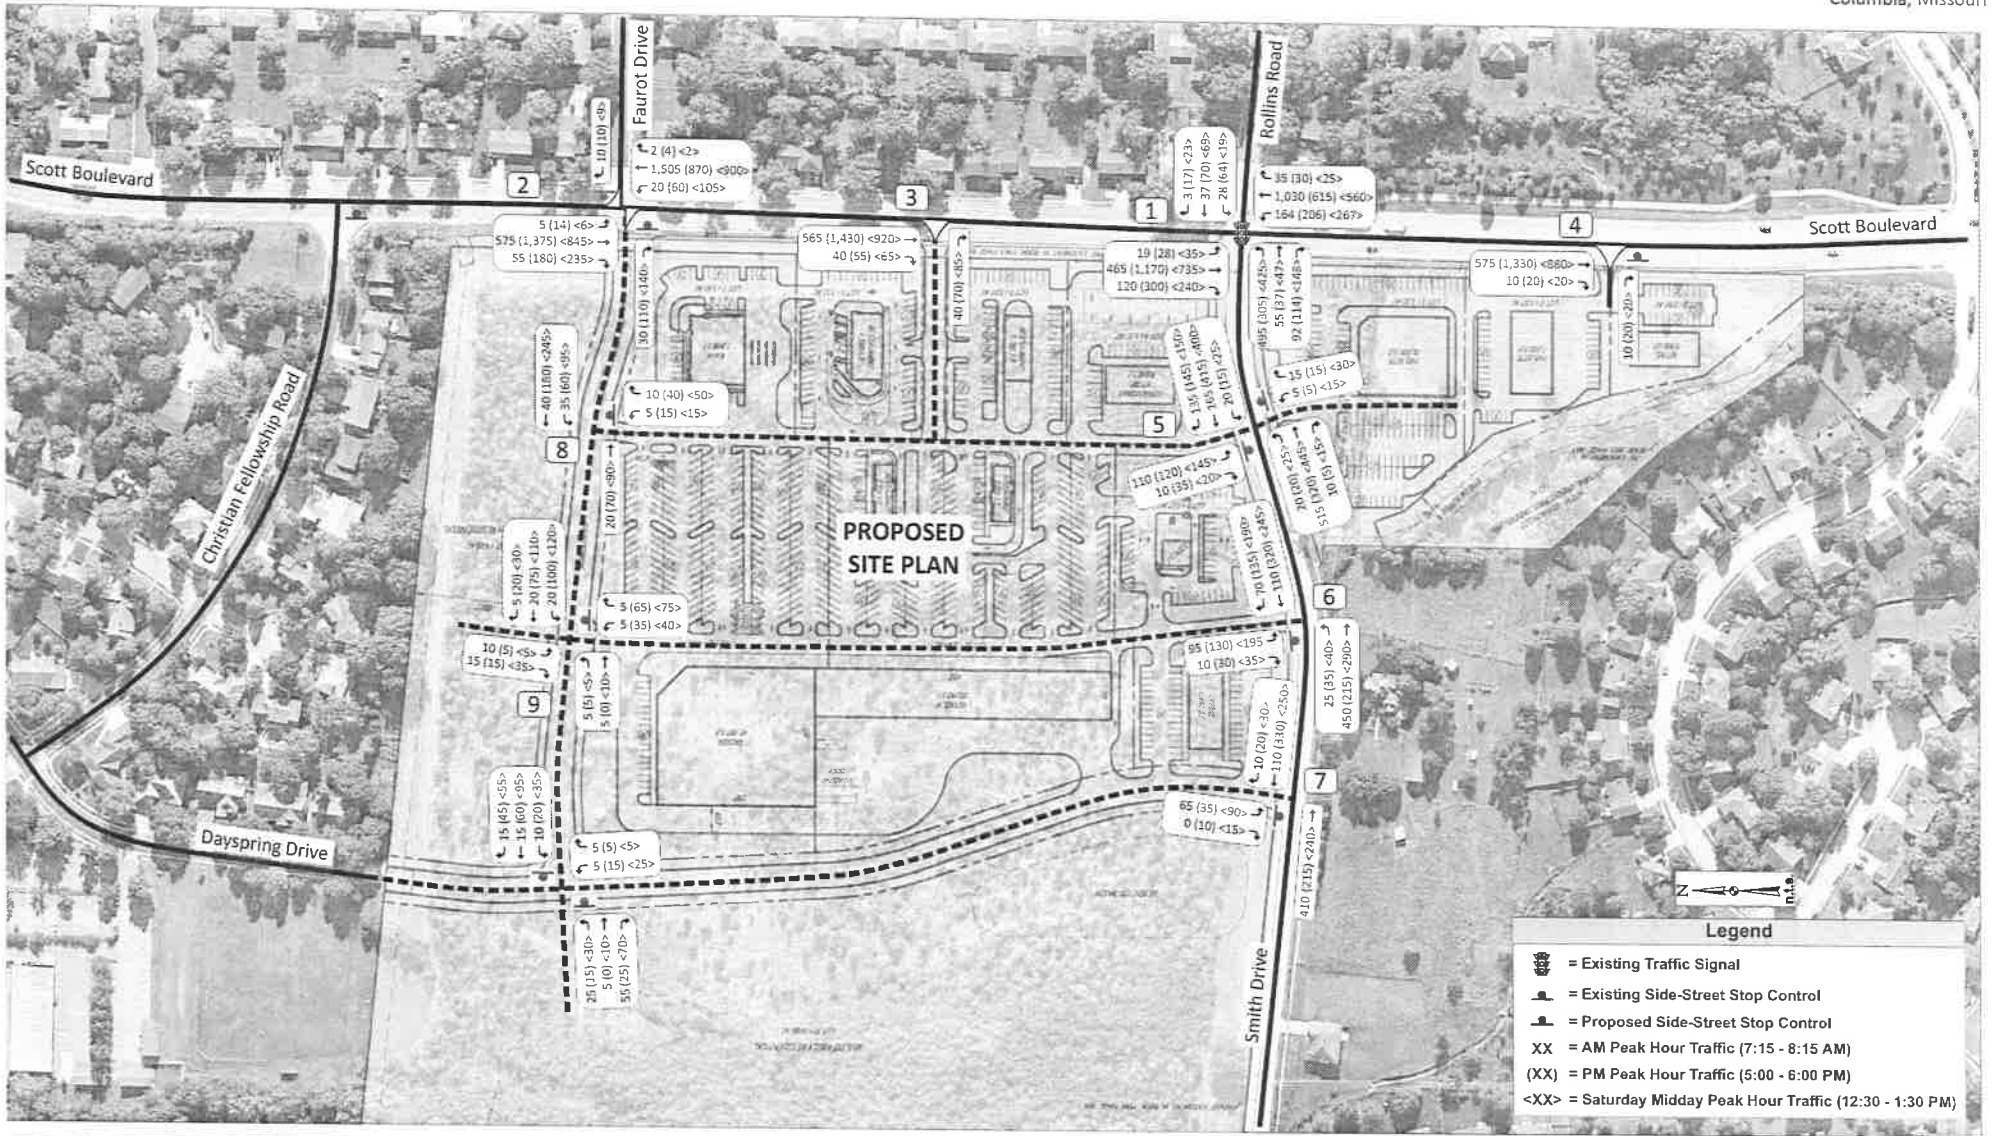 Columbia, Missouri
Scott Boulevard
Faurot Drive
Rollins Road
Scott Boulevard
Christian Fellowship Road
Dayspring Drive
Smith Drive
PROPOSED
SITE PLAN
2
10 (10) <9>
2 (4) <2>
1,505 (870) <900>
20 (60) <105>
5 (14) <6>
575 (1,375) <845>
55 (180) <235>
30 (110) <140>
3
565 (1,430) <920>
40 (55) <65>
40 (70) <85>
1
3 (17) <23>
37 (70) <69>
28 (64) <19>
35 (30) <25>
1,030 (615) <560>
164 (206) <267>
19 (28) <35>
465 (1,170) <735>
120 (300) <240>
495 (305) <425>
55 (37) <47>
92 (114) <148>
4
575 (1,330) <880>
10 (20) <20>
10 (20) <20>
5
135 (145) <150>
165 (415) <400>
20 (15) <25>
15 (15) <30>
5 (5) <15>
110 (120) <145>
10 (35) <20>
20 (20) <25>
515 (320) <445>
10 (5) <15>
8
40 (180) <245>
35 (60) <95>
10 (40) <50>
5 (15) <15>
20 (70) <90>
6
70 (135) <190>
110 (320) <245>
95 (130) <195
10 (30) <35>
25 (35) <40>
450 (215) <290>
5 (20) <30>
20 (75) <110>
20 (100) <120>
5 (65) <75>
5 (35) <40>
10 (5) <5>
15 (15) <35>
5 (5) <5>
5 (0) <10>
9
7
10 (20) <30>
110 (330) <250>
65 (35) <90>
0 (10) <15>
410 (215) <240>
15 (45) <55>
15 (60) <95>
10 (20) <35>
5 (5) <5>
5 (15) <25>
25 (15) <30>
5 (0) <10>
55 (25) <70>
N
n.t.s.
Legend
= Existing Traffic Signal
= Existing Side-Street Stop Control
= Proposed Side-Street Stop Control
XX = AM Peak Hour Traffic (7:15 - 8:15 AM)
(XX) = PM Peak Hour Traffic (5:00 - 6:00 PM)
<XX> = Saturday Midday Peak Hour Traffic (12:30 - 1:30 PM)